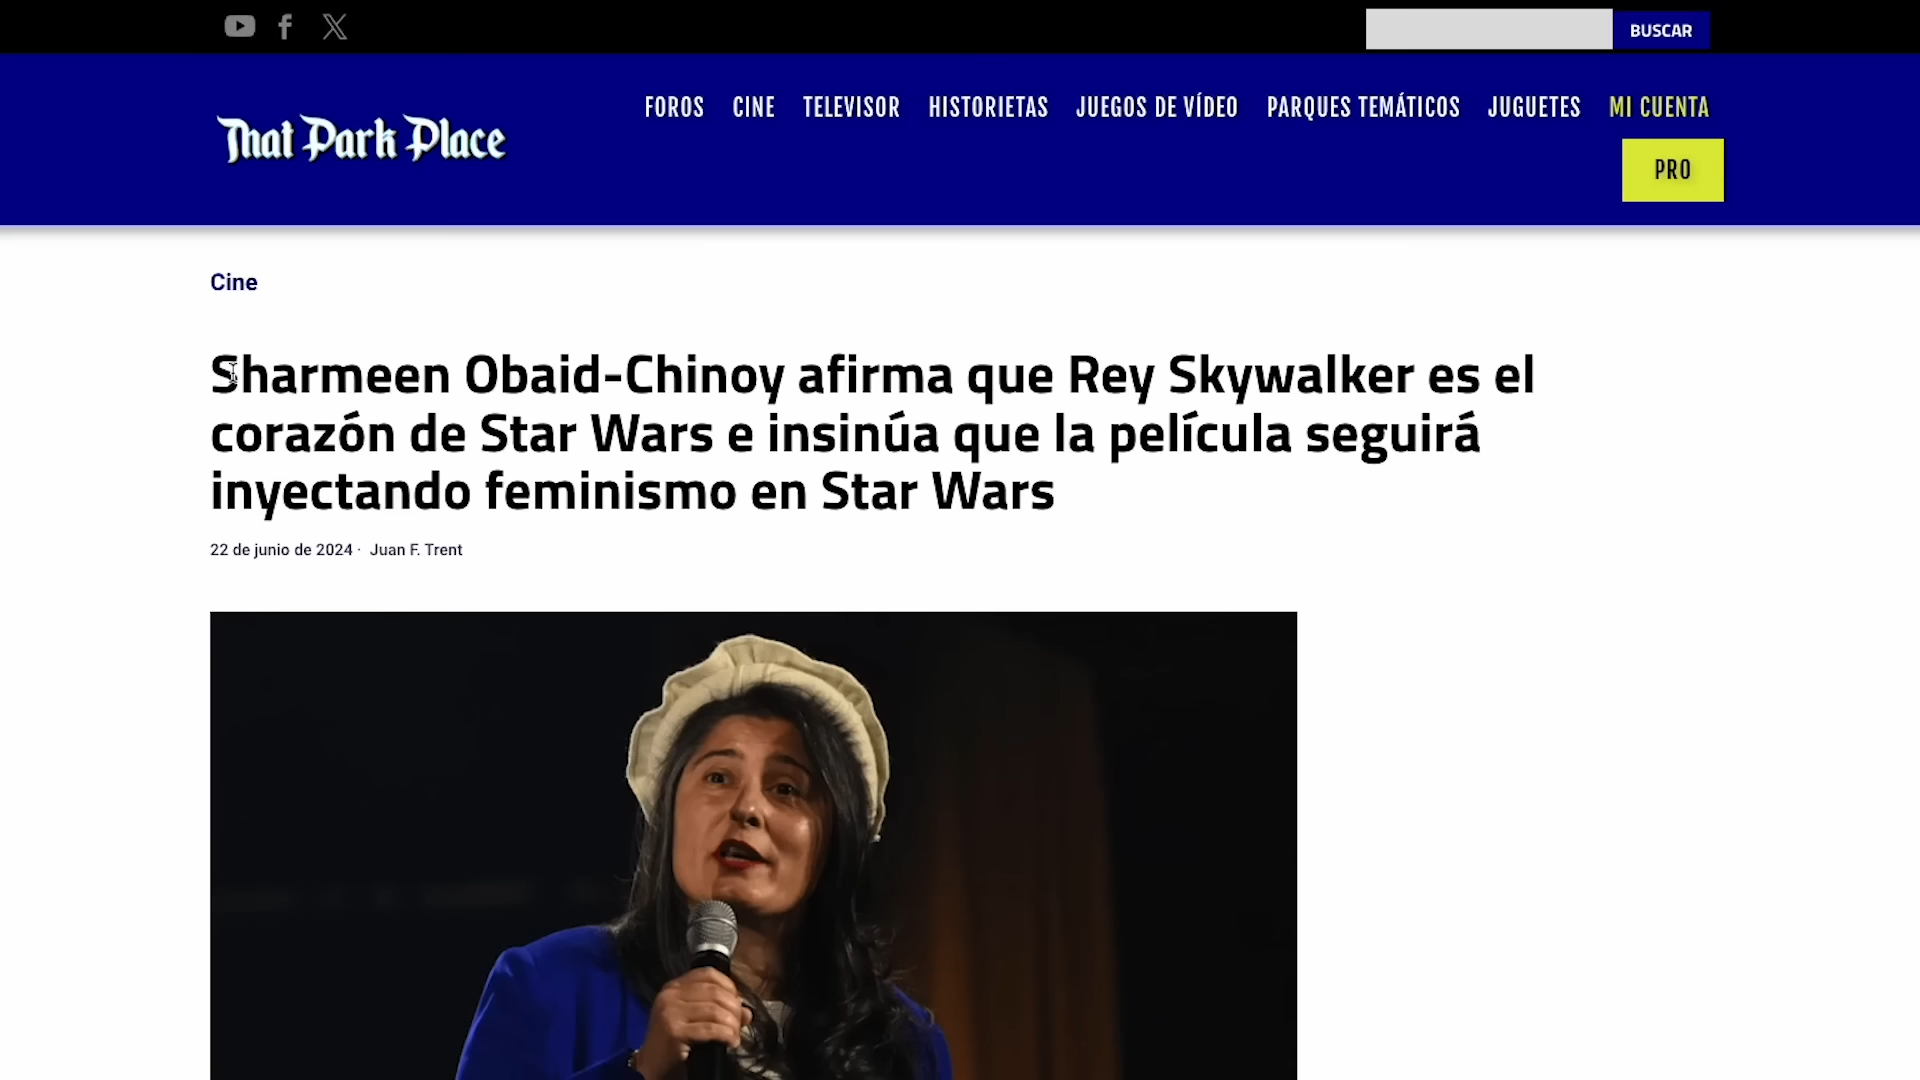 BUSCAR
That Park Place
FOROS CINE TELEVISOR HISTORIETAS JUEGOS DE VÍDEO PARQUES TEMÁTICOS JUGUETES MI CUENTA
PRO
Cine
Sharmeen Obaid-Chinoy afirma que Rey Skywalker es el
corazón de Star Wars e insinúa que la película seguirá
inyectando feminismo en Star Wars
22 de junio de 2024 · Juan F. Trent